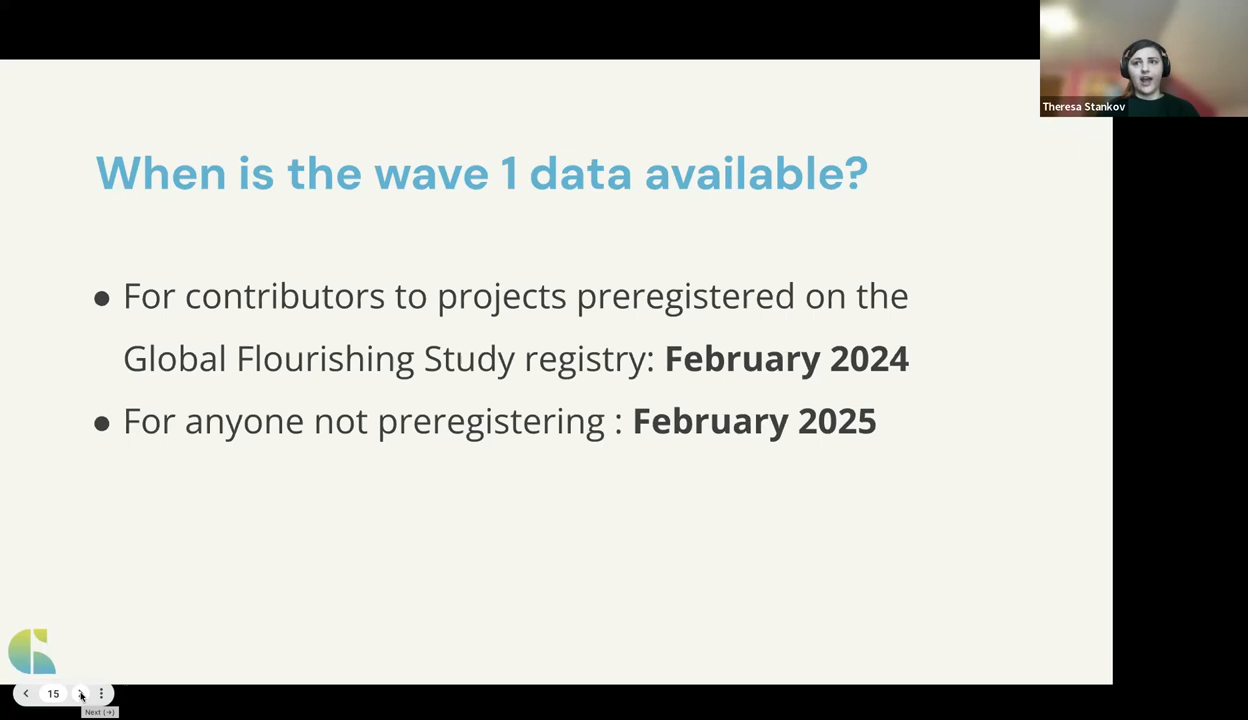 Theresa Stankov
When is the wave 1 data available?
● For contributors to projects preregistered on the
Global Flourishing Study registry: February 2024
● For anyone not preregistering : February 2025
15
Next (→)